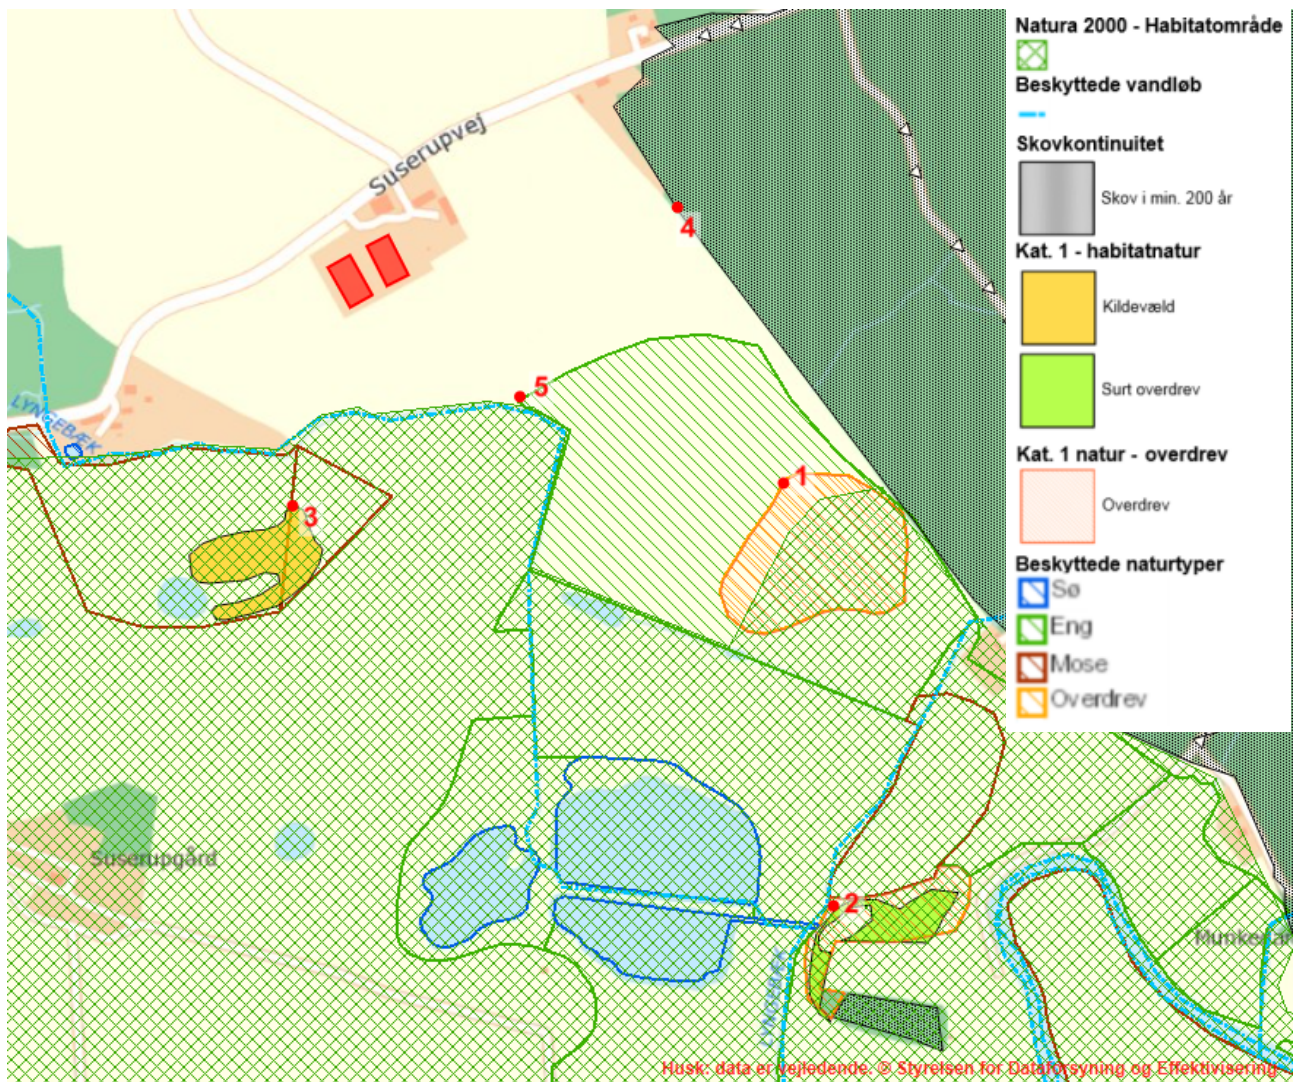 Natura 2000 - Habitatområde
Beskyttede vandløb
Skovkontinuitet
Skov i min. 200 år
Kat. 1 - habitatnatur
Kildevæld
Surt overdrev
Kat. 1 natur - overdrev
Overdrev
Beskyttede naturtyper
Sø
Eng
Mose
Overdrev
Suserupvej
4
5
LYNGEBÆK
1
3
Suserupgård
2
LYNGEBÆK
Husk: data er vejledende. © Styrelsen for Dataforsyning og Effektivisering